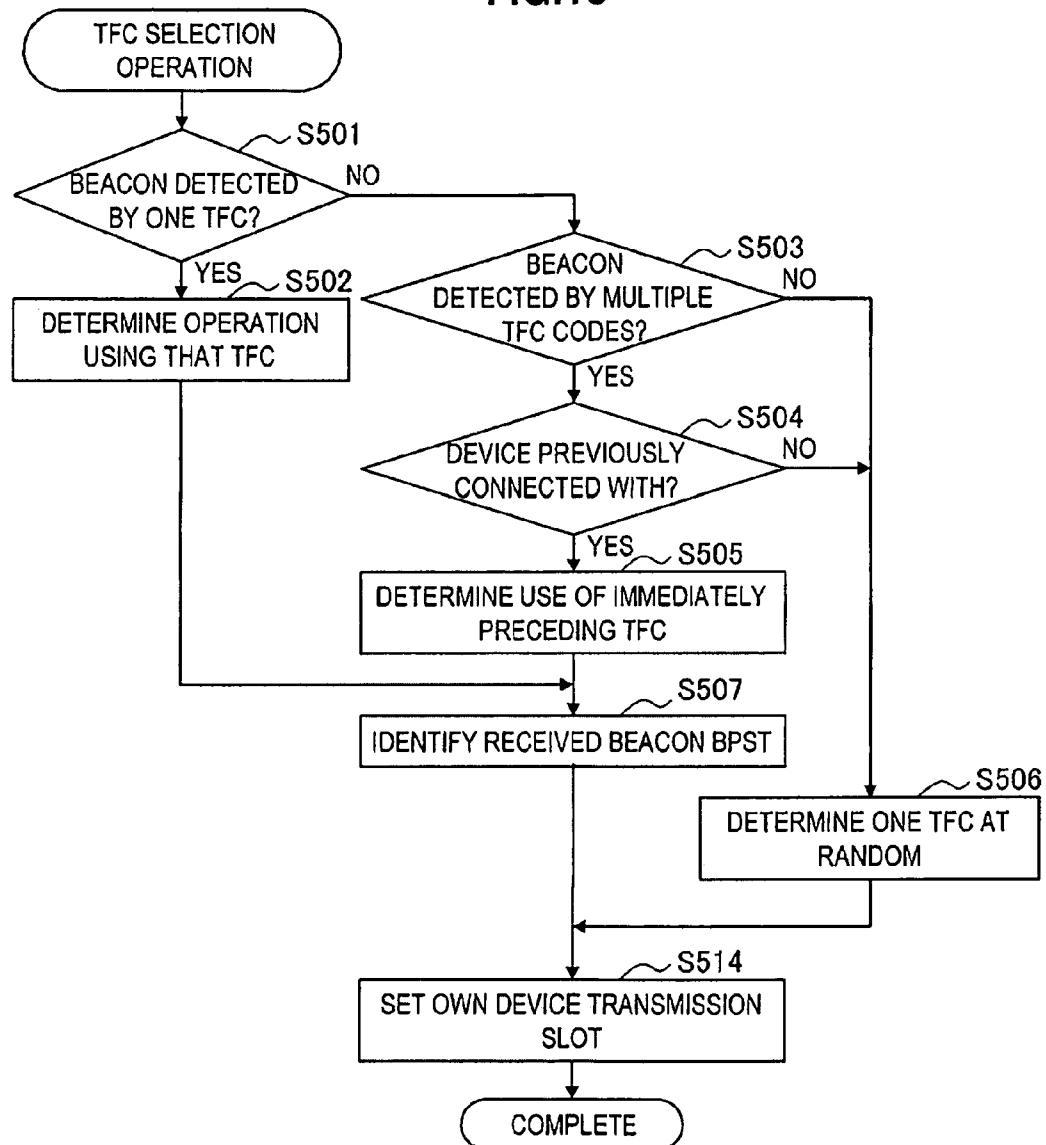 TFC SELECTION
OPERATION
S501
BEACON DETECTED
BY ONE TFC?
NO
YES
S502
DETERMINE OPERATION
USING THAT TFC
S503
BEACON
DETECTED BY MULTIPLE
TFC CODES?
NO
YES
S504
DEVICE PREVIOUSLY
CONNECTED WITH?
NO
YES
S505
DETERMINE USE OF IMMEDIATELY
PRECEDING TFC
S507
IDENTIFY RECEIVED BEACON BPST
S506
DETERMINE ONE TFC AT
RANDOM
S514
SET OWN DEVICE TRANSMISSION
SLOT
COMPLETE